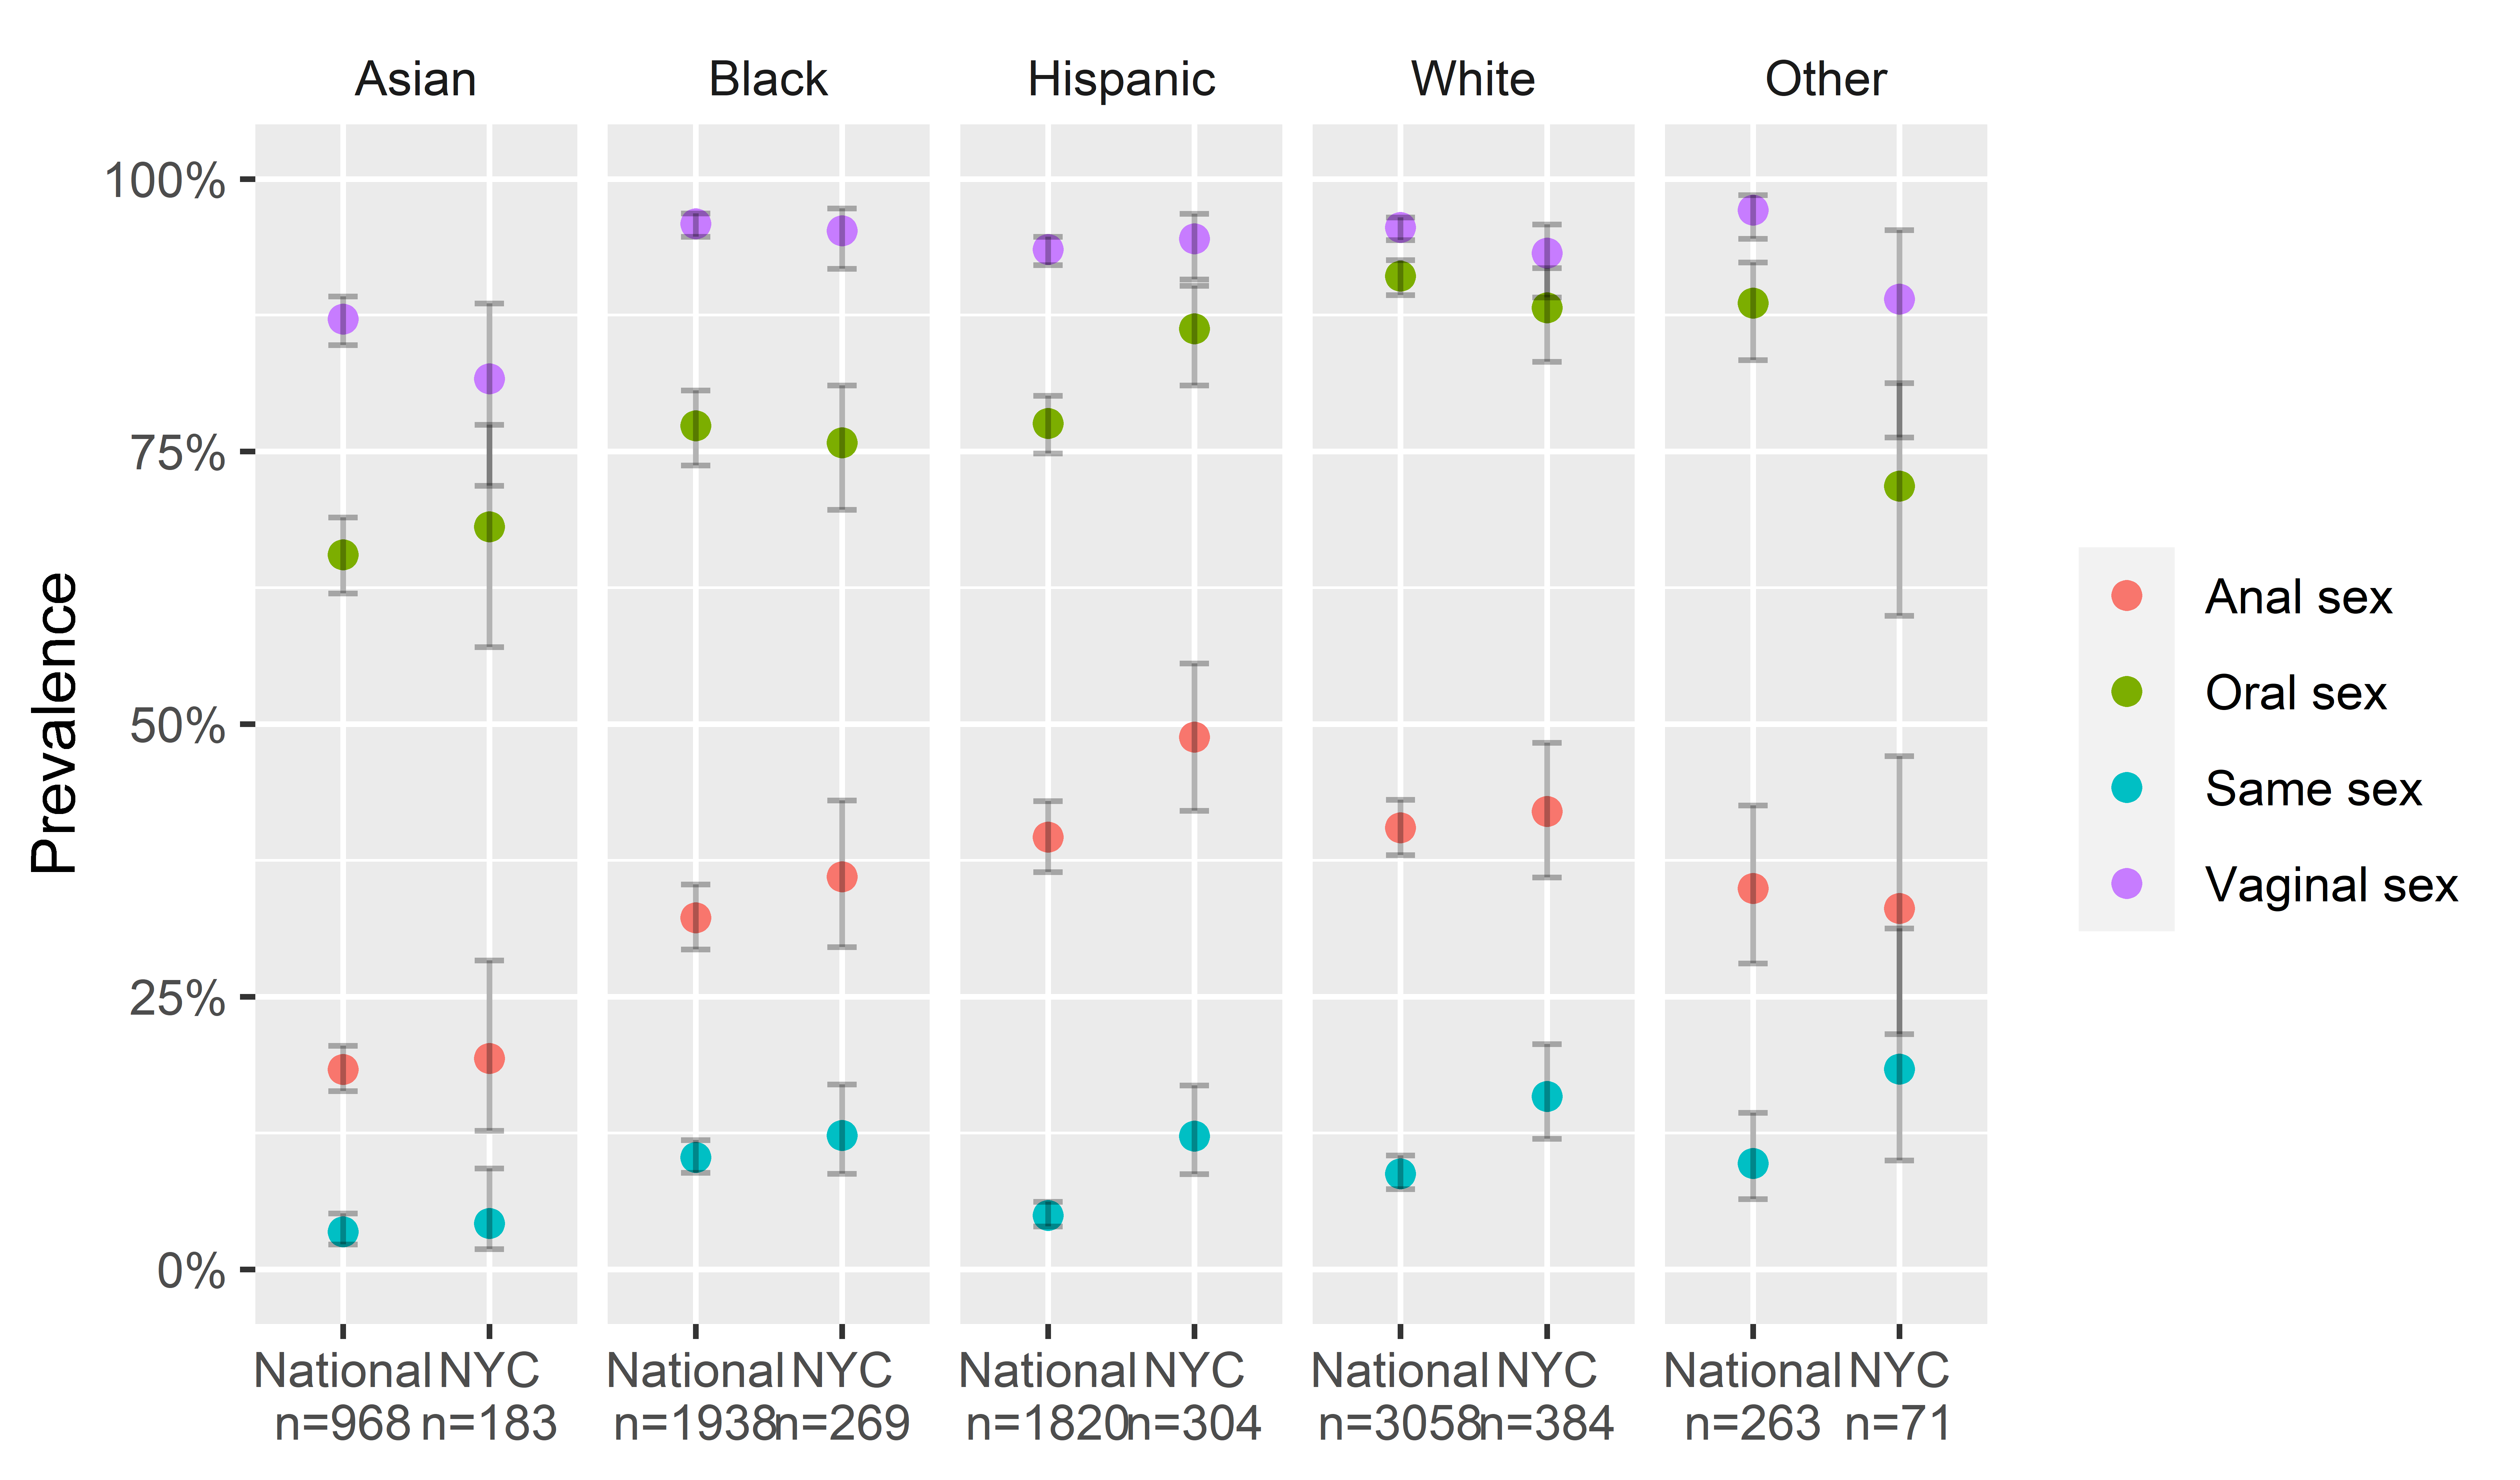 Asian Black Hispanic White Other
100%
75%
50%
25%
0%
Prevalence
National NYC National NYC National NYC National NYC National NYC
n=968 n=183 n=1938 n=269 n=1820 n=304 n=3058 n=384 n=263 n=71
Anal sex
Oral sex
Same sex
Vaginal sex